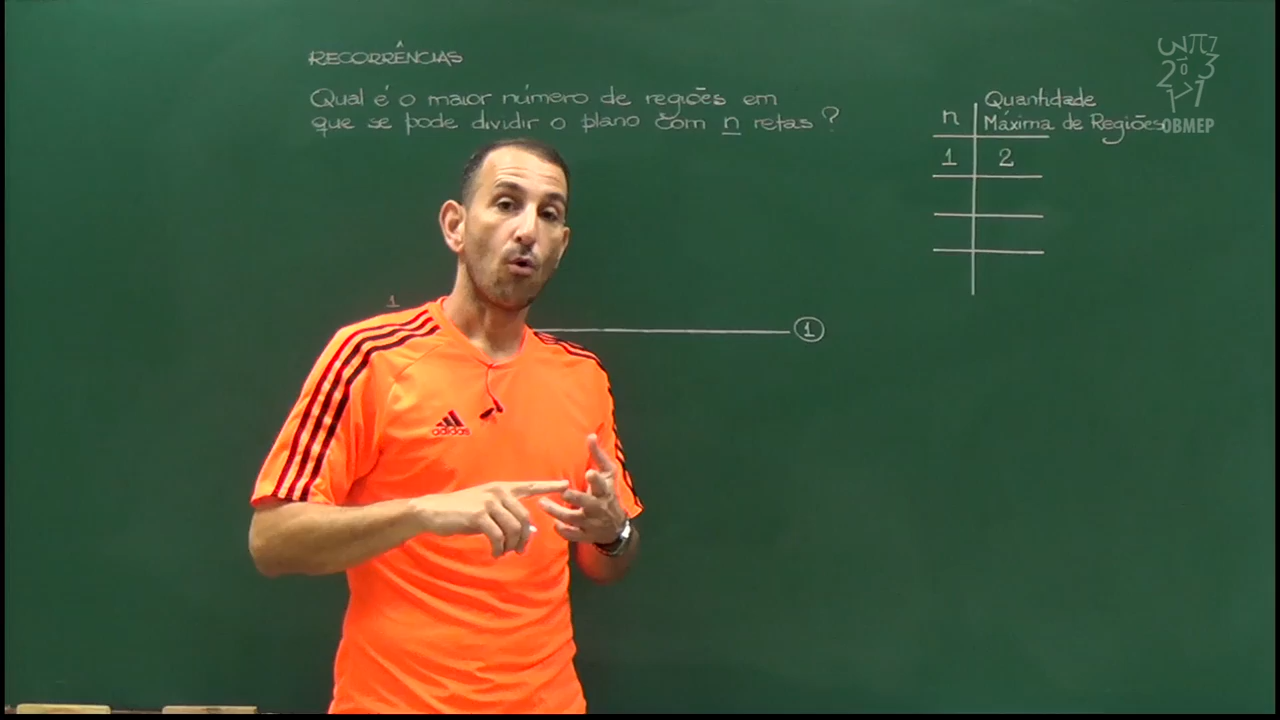 RECORRÊNCIAS
Qual é o maior número de regiões em
que se pode dividir o plano com n retas ?
n
Quantidade
Máxima de Regiões
1 2
1
1
adidas
OBMEP